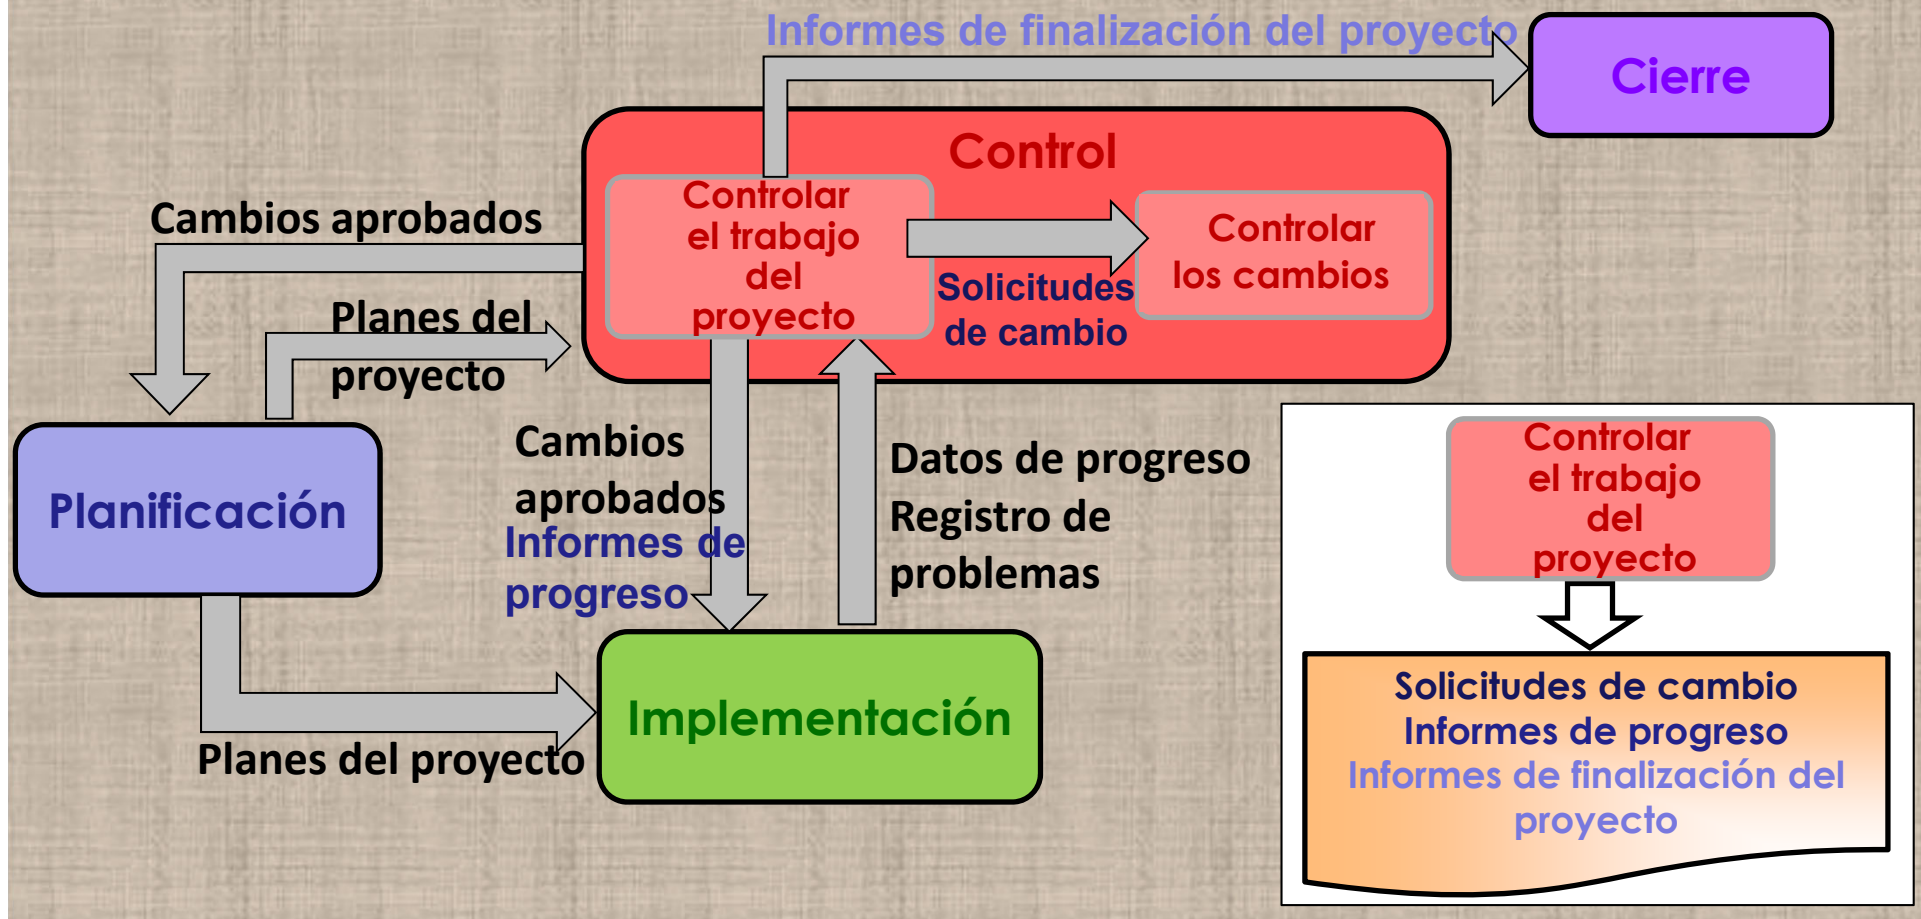 Informes de finalización del proyecto
Cierre
Control
Controlar
el trabajo
del
proyecto
Controlar
los cambios
Solicitudes
de cambio
Cambios aprobados
Planes del
proyecto
Planificación
Cambios
aprobados
Informes de
progreso
Datos de progreso
Registro de
problemas
Implementación
Planes del proyecto
Controlar
el trabajo
del
proyecto
Solicitudes de cambio
Informes de progreso
Informes de finalización del
proyecto